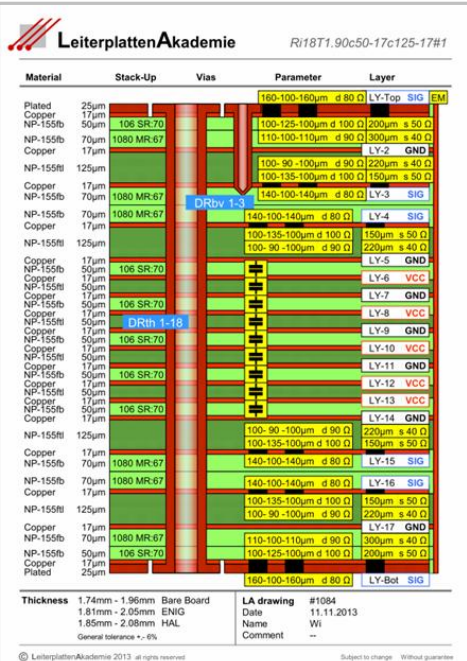 LeiterplattenAkademie
Ri18T1.90c50-17c125-17#1
Material Stack-Up Vias Parameter Layer
160-100-160µm d 80 Ω LY-Top SIG EM
Plated 25µm
Copper 17µm
NP-155fb 50µm 106 SR:70 100-125-100µm d 100 Ω 200µm s 50 Ω
NP-155fb 70µm 1080 MR:67 110-100-110µm d 90 Ω 300µm s 40 Ω
Copper 17µm LY-2 GND
NP-155ftl 125µm 100- 90 -100µm d 90 Ω 220µm s 40 Ω
100-135-100µm d 100 Ω 150µm s 50 Ω
Copper 17µm
NP-155fb 70µm 1080 MR:67 140-100-140µm d 80 Ω LY-3 SIG
DRbv 1-3
NP-155fb 70µm 1080 MR:67 140-100-140µm d 80 Ω LY-4 SIG
Copper 17µm
NP-155ftl 125µm 100-135-100µm d 100 Ω 150µm s 50 Ω
100- 90 -100µm d 90 Ω 220µm s 40 Ω
Copper 17µm LY-5 GND
NP-155fb 50µm 106 SR:70
Copper 17µm LY-6 VCC
NP-155ftl 50µm
Copper 17µm LY-7 GND
NP-155fb 50µm 106 SR:70
Copper 17µm LY-8 VCC
NP-155ftl 50µm DRth 1-18
Copper 17µm LY-9 GND
NP-155fb 50µm 106 SR:70
Copper 17µm LY-10 VCC
NP-155ftl 50µm
Copper 17µm LY-11 GND
NP-155fb 50µm 106 SR:70
Copper 17µm LY-12 VCC
NP-155ftl 50µm
Copper 17µm LY-13 VCC
NP-155fb 50µm 106 SR:70
Copper 17µm LY-14 GND
NP-155ftl 125µm 100- 90 -100µm d 90 Ω 220µm s 40 Ω
100-135-100µm d 100 Ω 150µm s 50 Ω
Copper 17µm
NP-155fb 70µm 1080 MR:67 140-100-140µm d 80 Ω LY-15 SIG
NP-155fb 70µm 1080 MR:67 140-100-140µm d 80 Ω LY-16 SIG
Copper 17µm
NP-155ftl 125µm 100-135-100µm d 100 Ω 150µm s 50 Ω
100- 90 -100µm d 90 Ω 220µm s 40 Ω
Copper 17µm LY-17 GND
NP-155fb 70µm 1080 MR:67 110-100-110µm d 90 Ω 300µm s 40 Ω
NP-155fb 50µm 106 SR:70 100-125-100µm d 100 Ω 200µm s 50 Ω
Copper 17µm
Plated 25µm
160-100-160µm d 80 Ω LY-Bot SIG
Thickness 1.74mm - 1.96mm Bare Board LA drawing #1084
1.81mm - 2.05mm ENIG Date 11.11.2013
1.85mm - 2.08mm HAL Name Wi
General tolerance +.- 6% Comment --
© LeiterplattenAkademie 2013 all rights reserved Subject to change Without guarantee